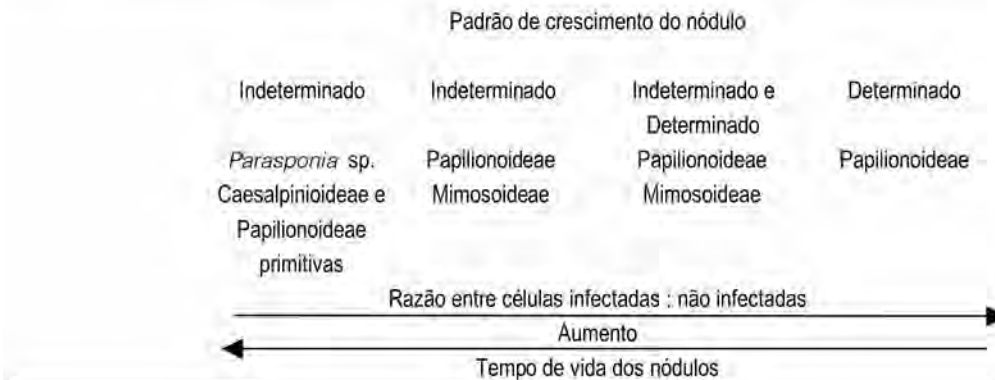 Padrão de crescimento do nódulo
Indeterminado Indeterminado Indeterminado e Determinado
Determinado
Parasponia sp. Papilionoideae Papilionoideae Papilionoideae
Caesalpinioideae e Mimosoideae Mimosoideae
Papilionoideae
primitivas
Razão entre células infectadas : não infectadas
Aumento
Tempo de vida dos nódulos